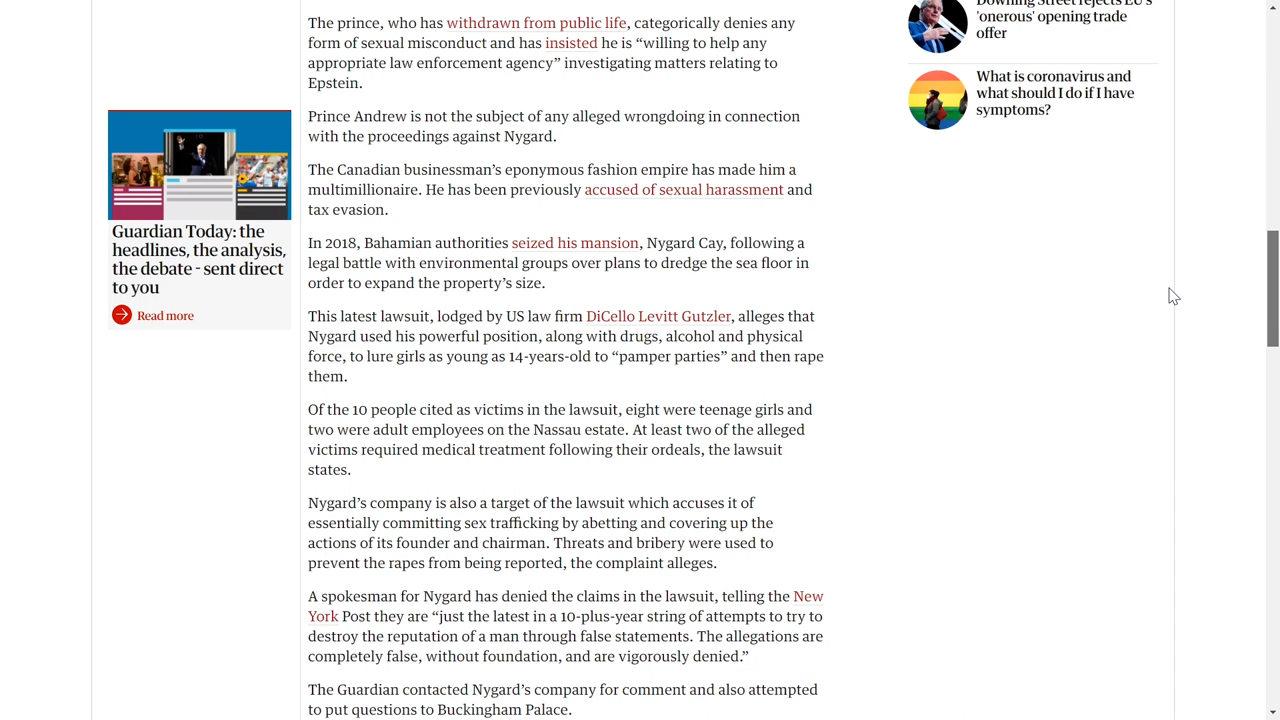 The prince, who has withdrawn from public life, categorically denies any
form of sexual misconduct and has insisted he is “willing to help any
appropriate law enforcement agency” investigating matters relating to
Epstein.
Prince Andrew is not the subject of any alleged wrongdoing in connection
with the proceedings against Nygard.
The Canadian businessman’s eponymous fashion empire has made him a
multimillionaire. He has been previously accused of sexual harassment and
tax evasion.
In 2018, Bahamian authorities seized his mansion, Nygard Cay, following a
legal battle with environmental groups over plans to dredge the sea floor in
order to expand the property’s size.
This latest lawsuit, lodged by US law firm DiCello Levitt Gutzler, alleges that
Nygard used his powerful position, along with drugs, alcohol and physical
force, to lure girls as young as 14-years-old to “pamper parties” and then rape
them.
Of the 10 people cited as victims in the lawsuit, eight were teenage girls and
two were adult employees on the Nassau estate. At least two of the alleged
victims required medical treatment following their ordeals, the lawsuit
states.
Nygard’s company is also a target of the lawsuit which accuses it of
essentially committing sex trafficking by abetting and covering up the
actions of its founder and chairman. Threats and bribery were used to
prevent the rapes from being reported, the complaint alleges.
A spokesman for Nygard has denied the claims in the lawsuit, telling the New
York Post they are “just the latest in a 10-plus-year string of attempts to try to
destroy the reputation of a man through false statements. The allegations are
completely false, without foundation, and are vigorously denied.”
The Guardian contacted Nygard’s company for comment and also attempted
to put questions to Buckingham Palace.
Guardian Today: the
headlines, the analysis,
the debate - sent direct
to you
Read more
Downing Street rejects EU's
'onerous' opening trade
offer
What is coronavirus and
what should I do if I have
symptoms?